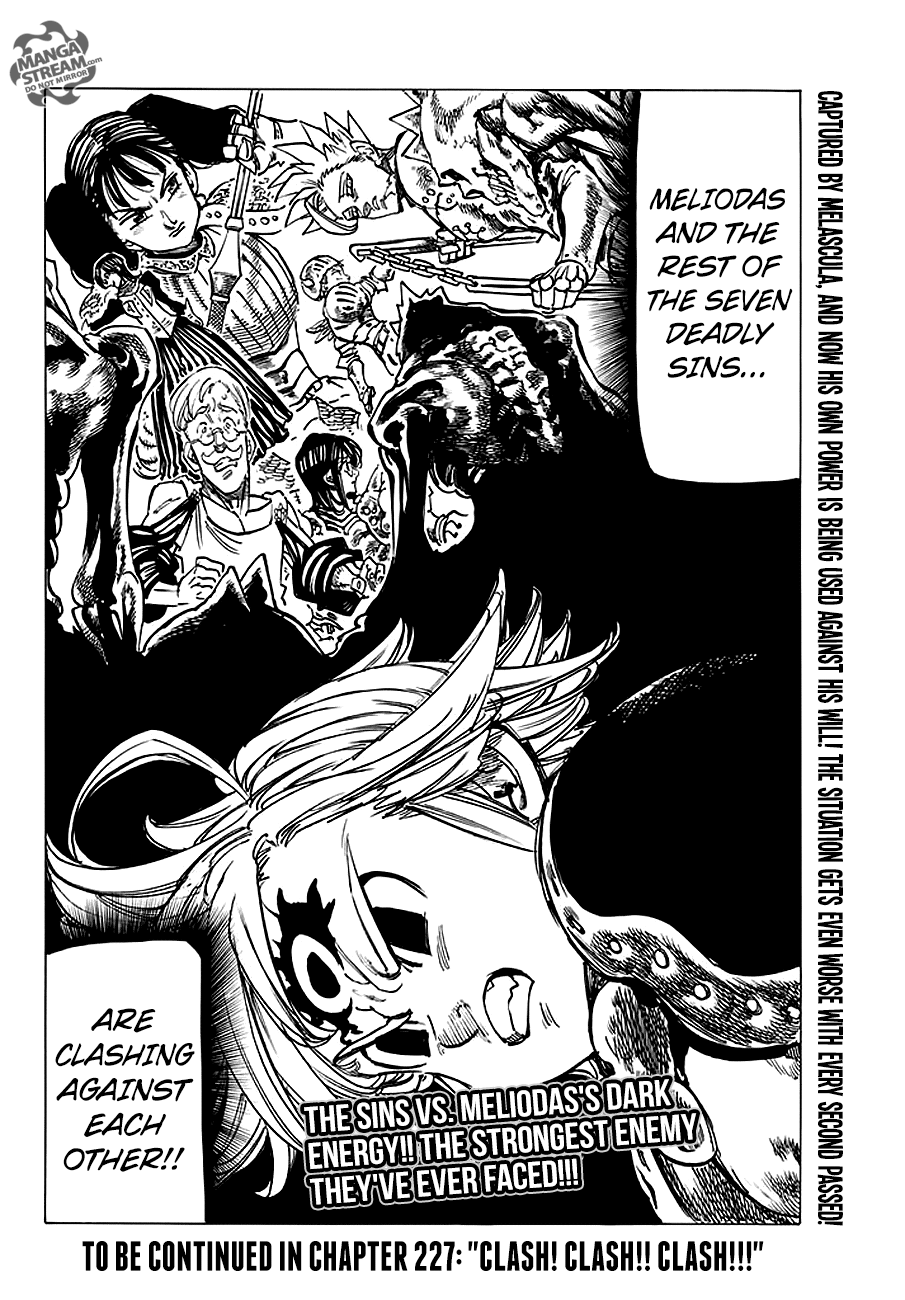 MANGA
STREAM.com
DO NOT MIRROR
MELIODAS
AND THE
REST OF
THE SEVEN
DEADLY
SINS...
CAPTURED BY MELASCULA, AND NOW HIS OWN POWER IS BEING USED AGAINST HIS WILL! THE SITUATION GETS EVEN WORSE WITH EVERY SECOND PASSED!
ARE
CLASHING
AGAINST
EACH
OTHER!!
THE SINS VS. MELIODAS'S DARK
ENERGY!! THE STRONGEST ENEMY
THEY'VE EVER FACED!!!
TO BE CONTINUED IN CHAPTER 227: "CLASH! CLASH!! CLASH!!!"